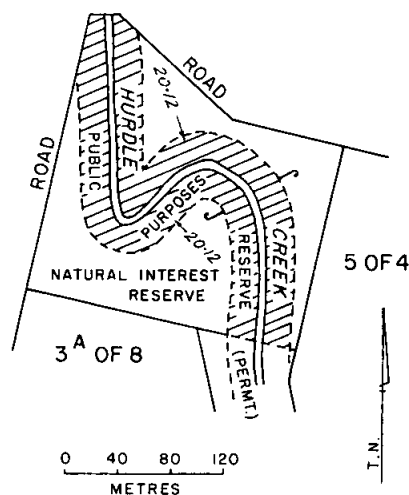 ROAD
ROAD
20·12
HURDLE
PUBLIC
PURPOSES
20·12
CREEK
RESERVE
5 OF 4
NATURAL INTEREST
RESERVE
3A OF 8
(PERMT.)
0 40 80 120
METRES
T.N.